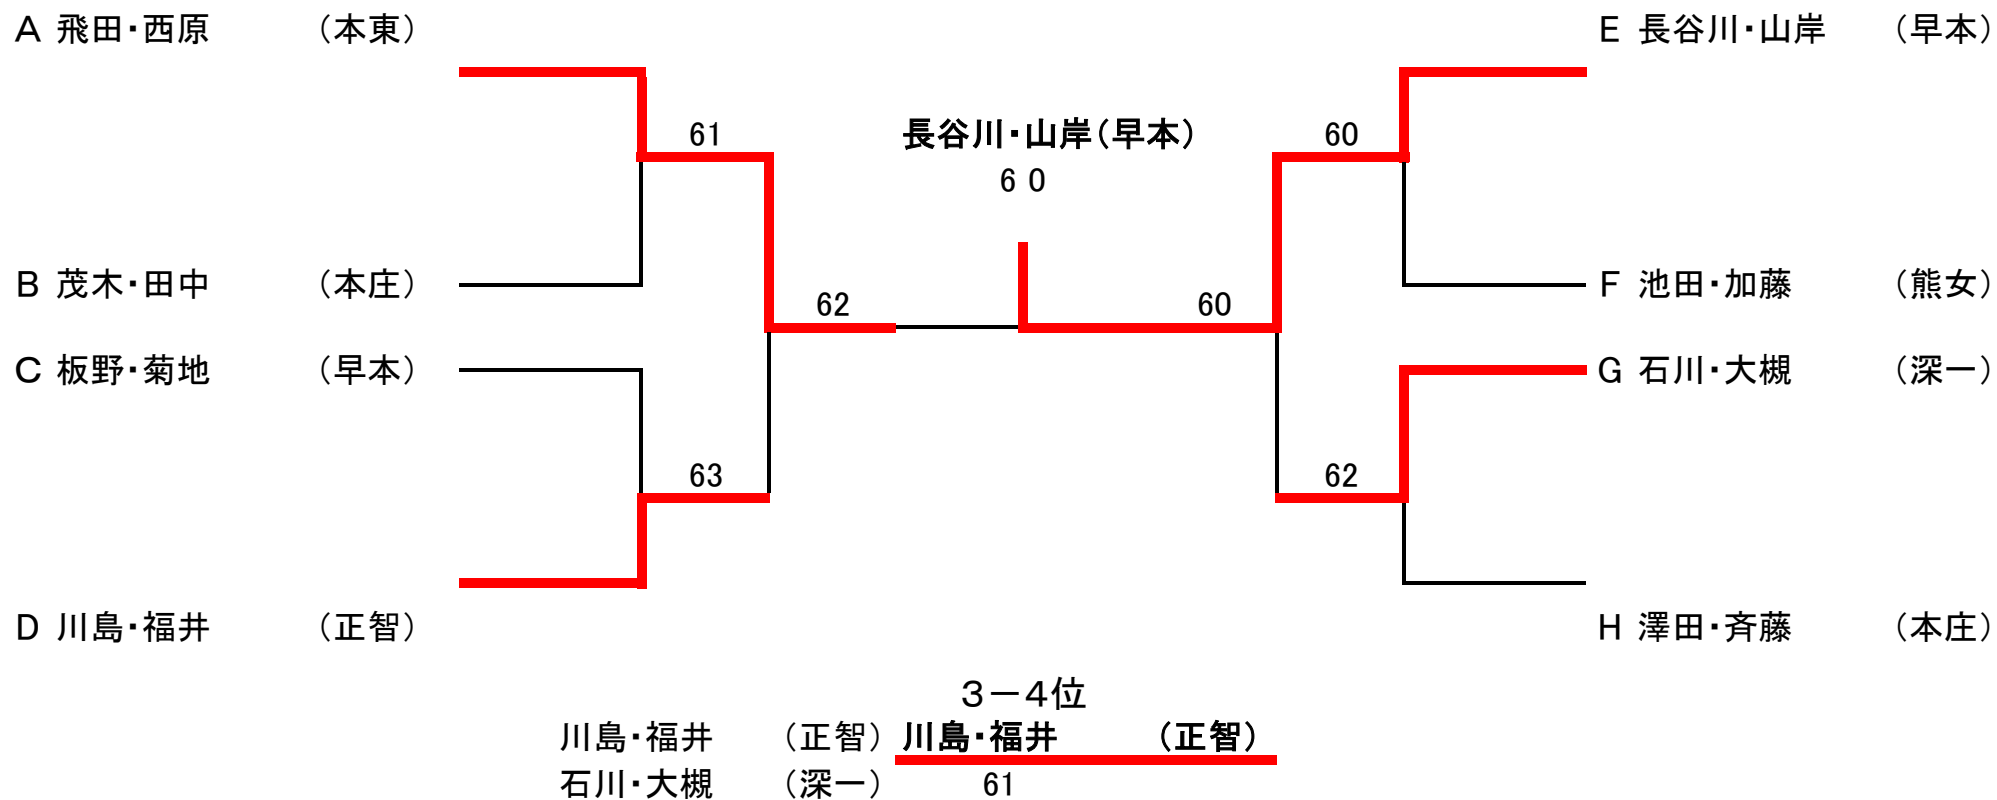 A 飛田・西原 （本東）
E 長谷川・山岸 （早本）
61
長谷川・山岸（早本）
60
６０
B 茂木・田中 （本庄）
F 池田・加藤 （熊女）
62
60
C 板野・菊地 （早本）
G 石川・大槻 （深一）
63
62
D 川島・福井 （正智）
H 澤田・斉藤 （本庄）
３－４位
川島・福井 （正智） 川島・福井 （正智）
石川・大槻 （深一） 61